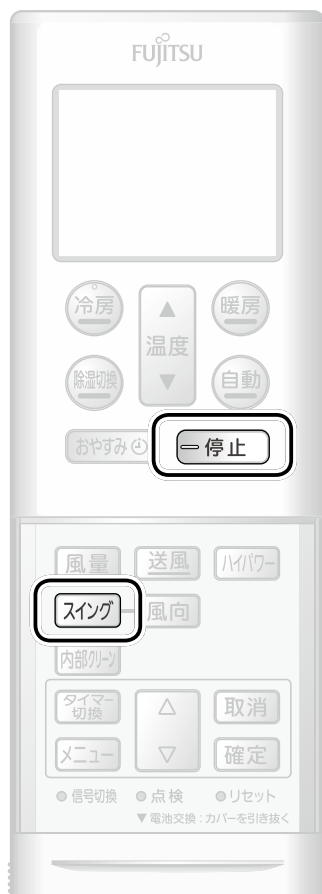 FUJITSU
冷房 ▲ 暖房
温度
除湿切換 ▼ 自動
おやすみ 停止
風量 送風 ハイパワー
スイング 風向
内部クリーン
タイマー切換 △ 取消
メニュー ▽ 確定
信号切換 点検 リセット
▼電池交換：カバーを引き抜く